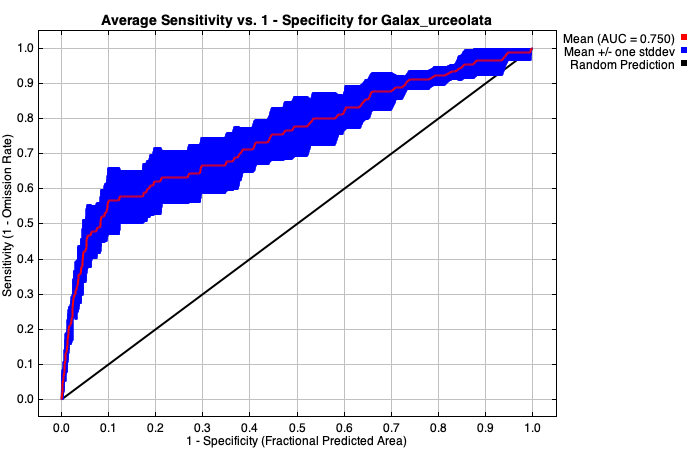 Average Sensitivity vs. 1 - Specificity for Galax_urceolata
Mean (AUC = 0.750)
Mean +/- one stddev
Random Prediction
Sensitivity (1 - Omission Rate)
1.0
0.9
0.8
0.7
0.6
0.5
0.4
0.3
0.2
0.1
0.0
0.0 0.1 0.2 0.3 0.4 0.5 0.6 0.7 0.8 0.9 1.0
1 - Specificity (Fractional Predicted Area)